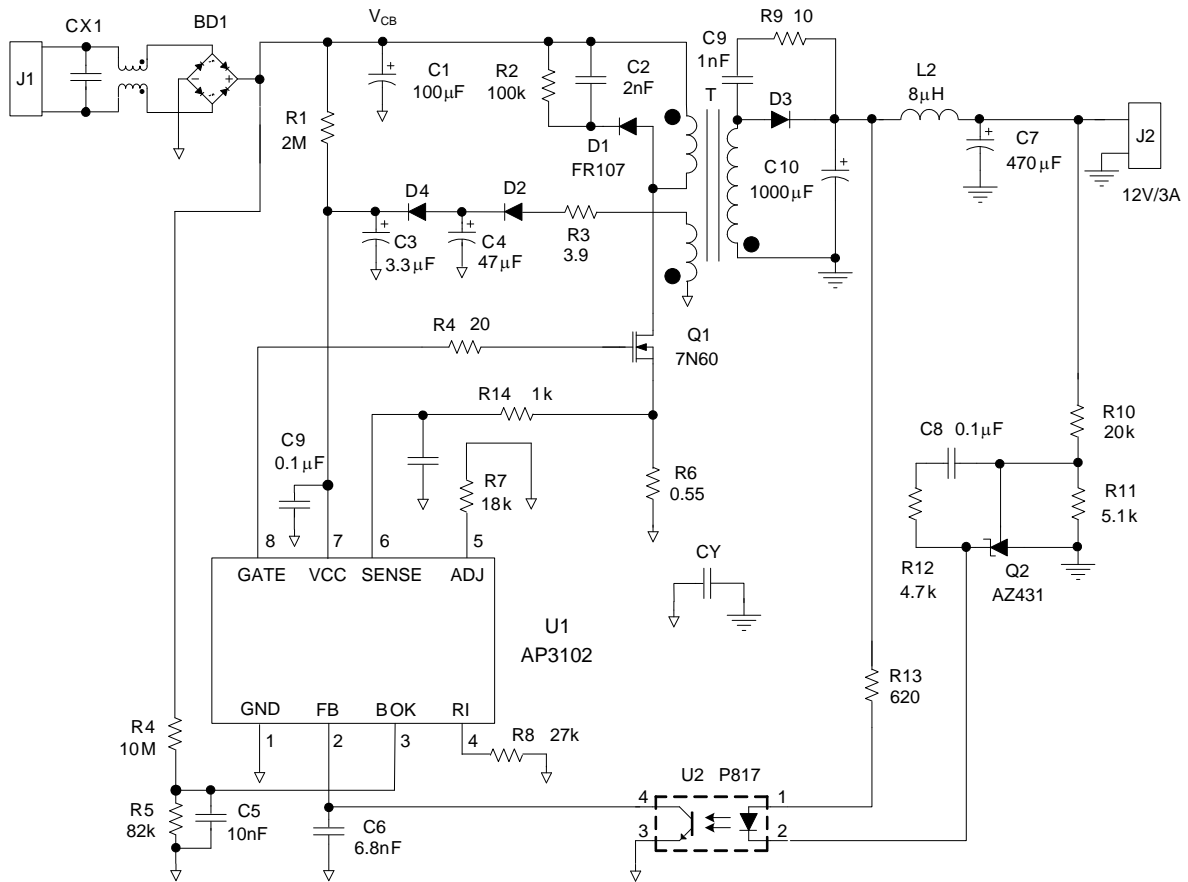 CX1
BD1
J1
V_CB
C1
100μF
R1
2M
R2
100k
C2
2nF
D1
FR107
T
C9
1nF
R9 10
D3
C10
1000μF
L2
8μH
C7
470μF
J2
12V/3A
D4
D2
C3
3.3μF
C4
47μF
R3
3.9
R4 20
Q1
7N60
R14 1k
C9
0.1μF
R7
18k
R6
0.55
C8 0.1μF
R10
20k
R11
5.1k
R12
4.7k
Q2
AZ431
CY
8
7
6
5
GATE
VCC
SENSE
ADJ
U1
AP3102
GND
FB
BOK
RI
1
2
3
4
R8 27k
R13
620
R4
10M
R5
82k
C5
10nF
C6
6.8nF
U2 P817
4
3
1
2